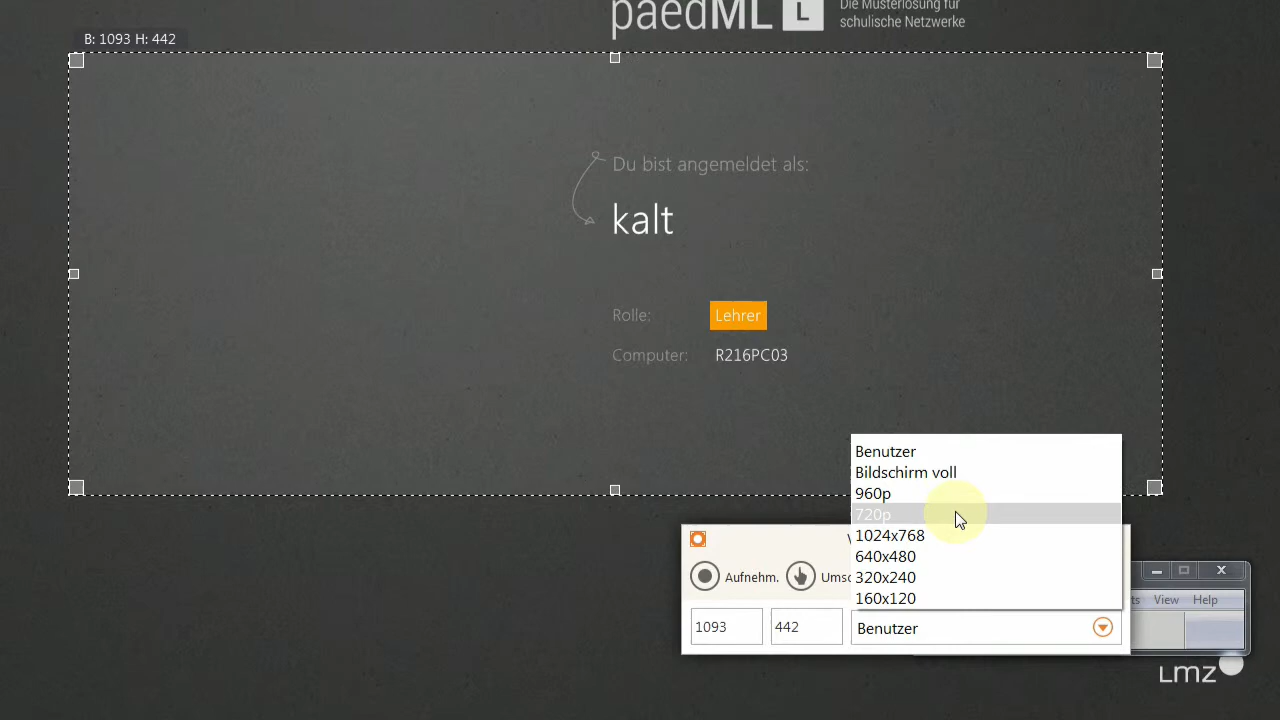 paedML L
Die Musterlösung für
schulische Netzwerke
B: 1093 H: 442
Du bist angemeldet als:
kalt
Rolle: Lehrer
Computer: R216PC03
Benutzer
Bildschirm voll
960p
720p
1024x768
640x480
320x240
160x120
Aufnehm.
1093 442 Benutzer
View Help
LMZ